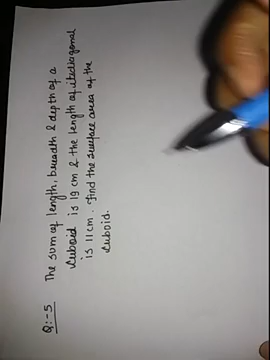 Q:-5 The sum of length, breadth & depth of a
cuboid is 19 cm & the length of its diagonal
is 11 cm. Find the surface area of the
cuboid.